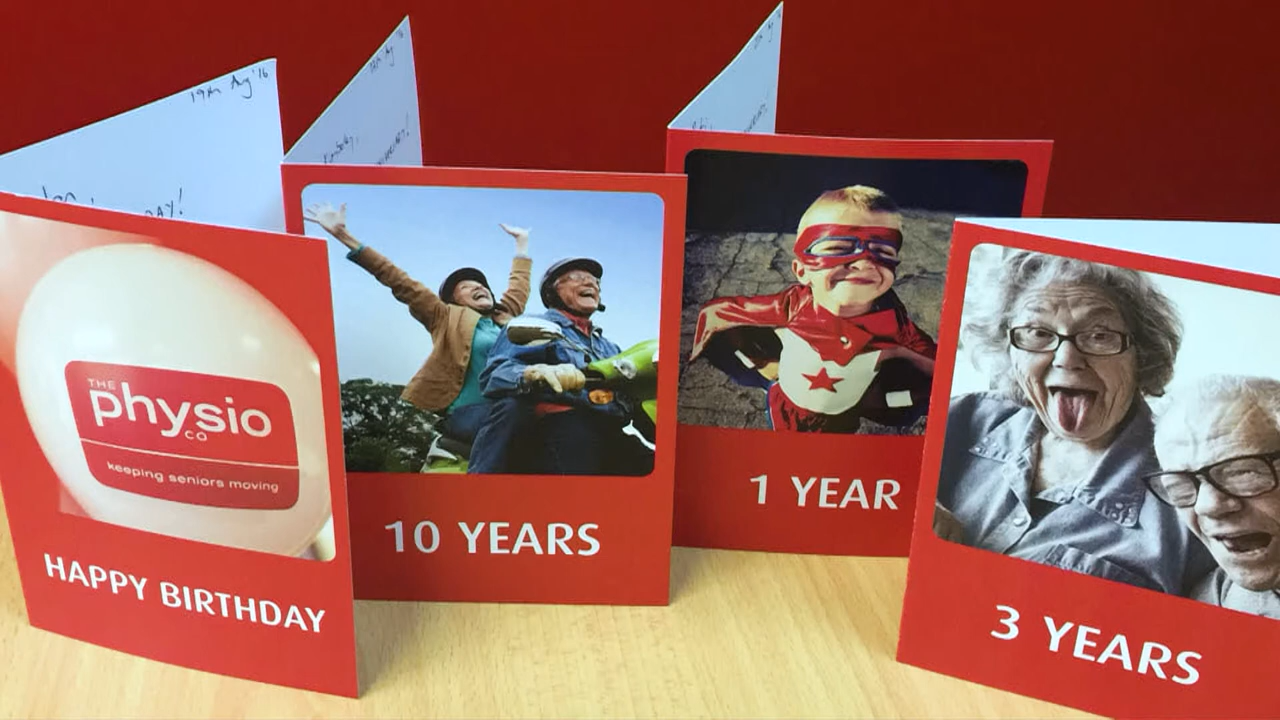 19th Aug '16
THE
physio
co
keeping seniors moving
HAPPY BIRTHDAY
10 YEARS
1 YEAR
3 YEARS